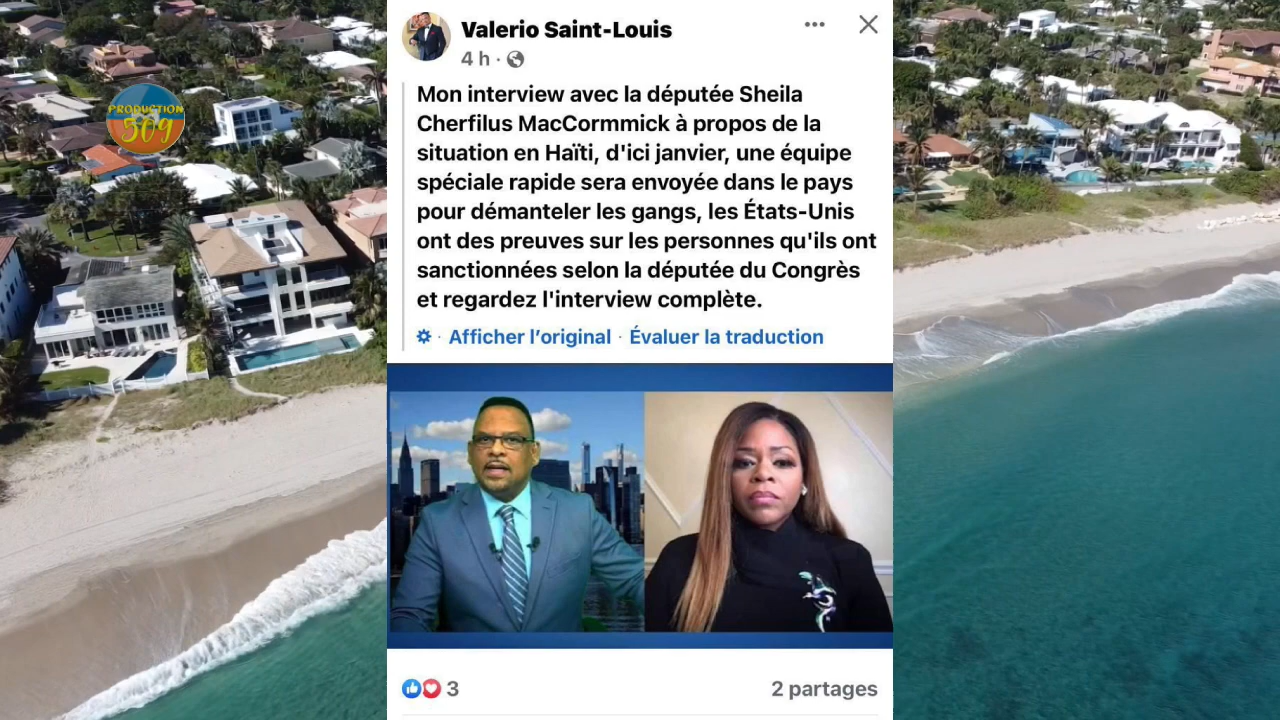 PRODUCTION
509
Valerio Saint-Louis
4 h ·
Mon interview avec la députée Sheila
Cherfilus MacCormmick à propos de la
situation en Haïti, d'ici janvier, une équipe
spéciale rapide sera envoyée dans le pays
pour démanteler les gangs, les États-Unis
ont des preuves sur les personnes qu'ils ont
sanctionnées selon la députée du Congrès
et regardez l'interview complète.
· Afficher l’original · Évaluer la traduction
3
2 partages